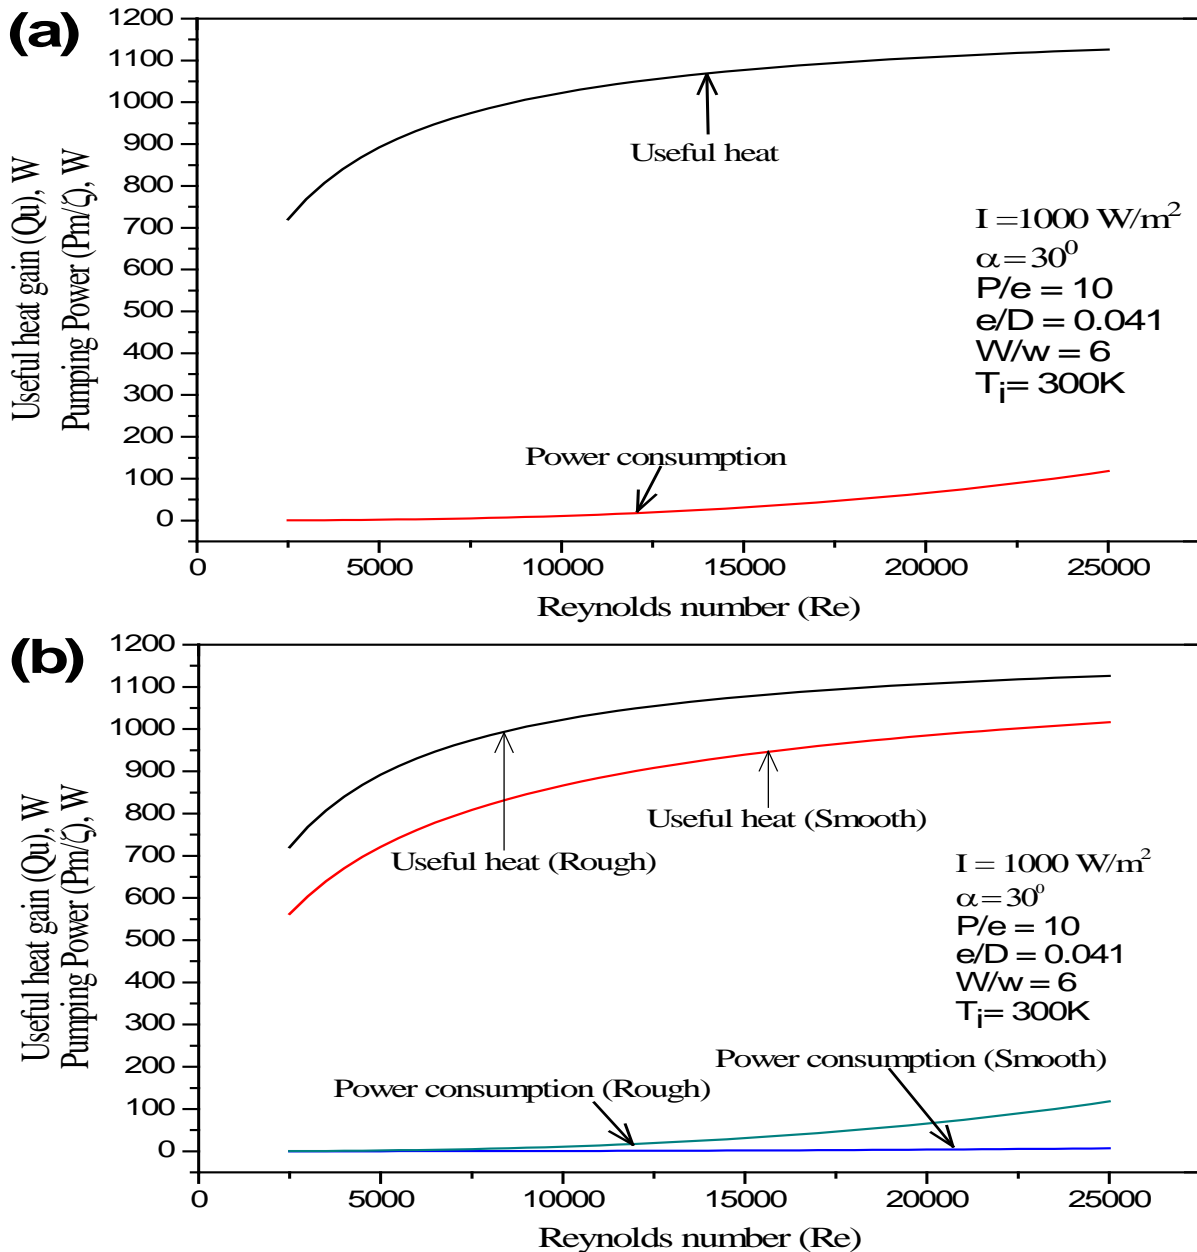 (a)
1200
1100
1000
900
800
700
600
500
400
300
200
100
0
Useful heat gain (Qu), W
Pumping Power (Pm/ζ), W
Useful heat
I =1000 W/m²
α=30⁰
P/e = 10
e/D = 0.041
W/w = 6
Tᵢ= 300K
Power consumption
0 5000 10000 15000 20000 25000
Reynolds number (Re)
(b)
1200
1100
1000
900
800
700
600
500
400
300
200
100
0
Useful heat gain (Qu), W
Pumping Power (Pm/ζ), W
Useful heat (Smooth)
Useful heat (Rough)
I = 1000 W/m²
α=30⁰
P/e = 10
e/D = 0.041
W/w = 6
Tᵢ= 300K
Power consumption (Smooth)
Power consumption (Rough)
0 5000 10000 15000 20000 25000
Reynolds number (Re)